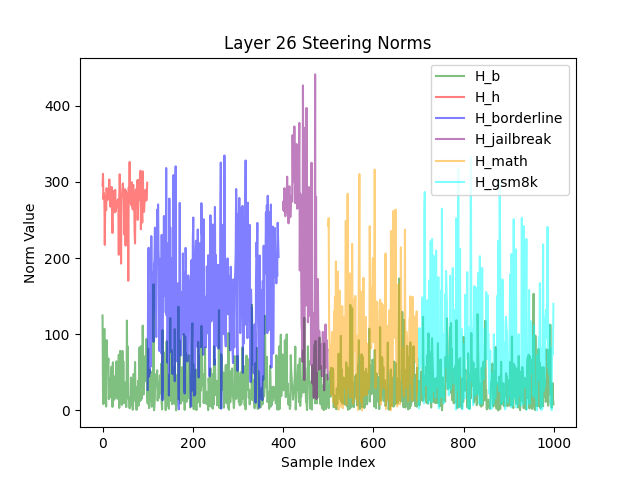 Layer 26 Steering Norms
H_b
H_h
H_borderline
H_jailbreak
H_math
H_gsm8k
Norm Value
400
300
200
100
0
0
200
400
600
800
1000
Sample Index